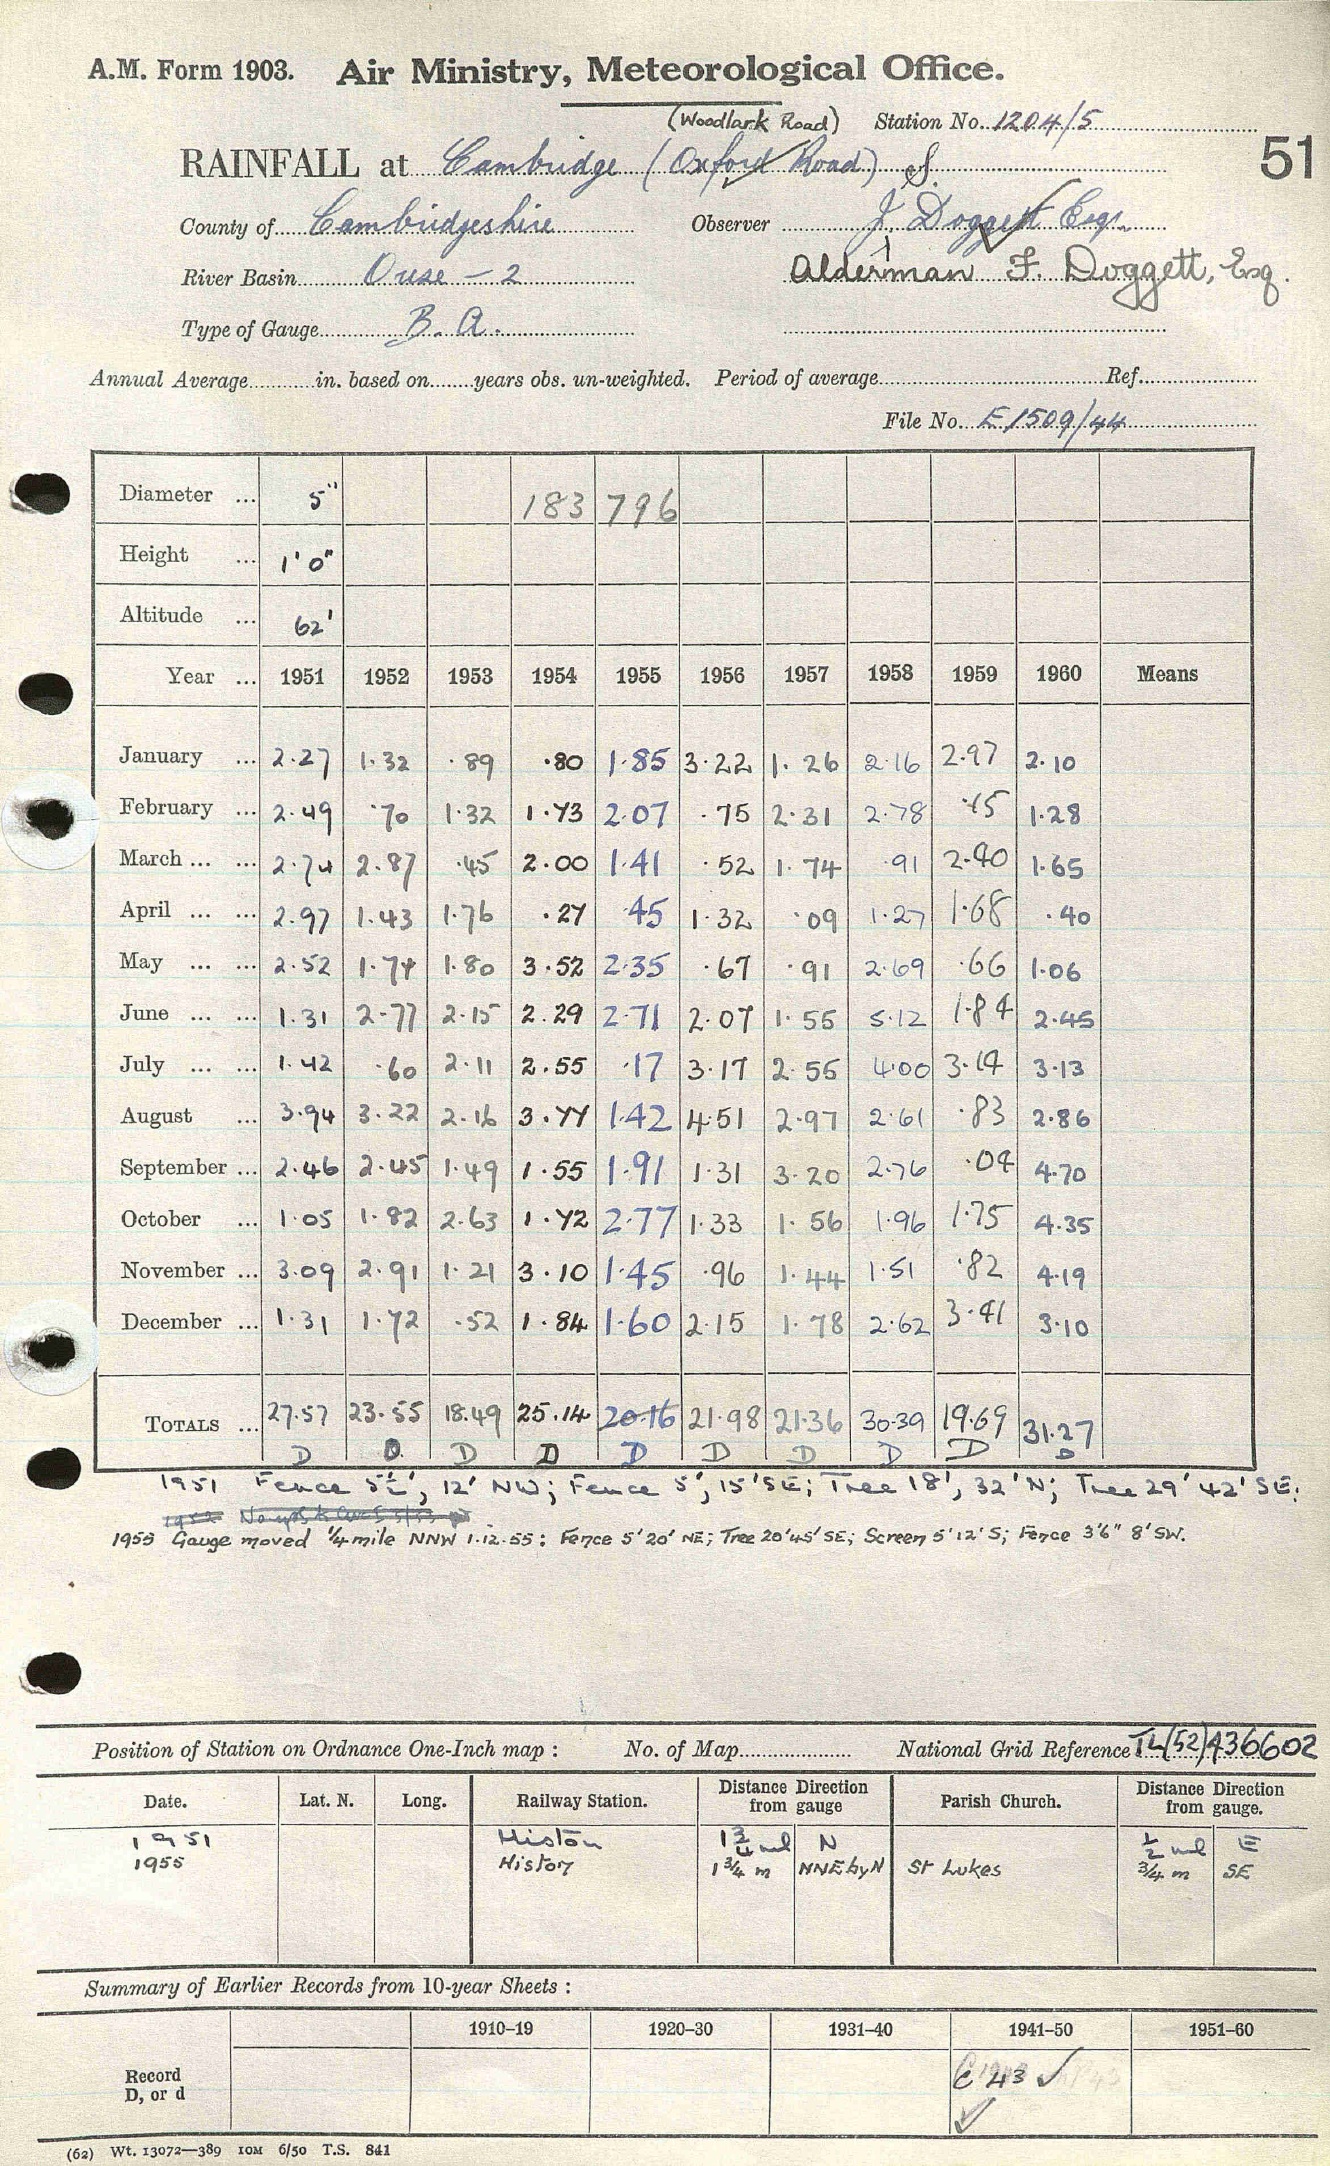 A.M. Form 1903. Air Ministry, Meteorological Office.
(Woodlark Road) Station No. 1204/5
RAINFALL at Cambridge (Oxford Road) S. 51
County of Cambridgeshire Observer J. Doggett Esq.
River Basin Ouse - 2 Alderman F. Doggett, Esq.
Type of Gauge B. A.
Annual Average in. based on years obs. un-weighted. Period of average Ref.
File No. E/509/44
Diameter ... 5" 183 796
Height ... 1' 0"
Altitude ... 62'
Year ... 1951 1952 1953 1954 1955 1956 1957 1958 1959 1960 Means
January ... 2.27 1.32 .89 .80 1.85 3.22 1.26 2.16 2.97 2.10
February ... 2.49 .70 1.32 1.73 2.07 .75 2.31 2.78 .15 1.28
March ... ... 2.74 2.87 .45 2.00 1.41 .52 1.74 .91 2.40 1.65
April ... ... 2.97 1.43 1.76 .27 .45 1.32 .09 1.27 1.68 .40
May ... ... 2.52 1.74 1.80 3.52 2.35 .67 .91 2.69 .66 1.06
June ... ... 1.31 2.77 2.15 2.29 2.71 2.07 1.55 5.12 1.84 2.45
July ... ... 1.42 .60 2.11 2.55 .17 3.17 2.55 4.00 3.14 3.13
August ... 3.94 3.22 2.16 3.77 1.42 4.51 2.97 2.61 .83 2.86
September ... 2.46 2.45 1.49 1.55 1.91 1.31 3.20 2.76 .04 4.70
October ... 1.05 1.82 2.63 1.72 2.77 1.33 1.56 1.96 1.75 4.35
November ... 3.09 2.91 1.21 3.10 1.45 .96 1.44 1.51 .82 4.19
December ... 1.31 1.72 .52 1.84 1.60 2.15 1.78 2.62 3.41 3.10
TOTALS ... 27.57 23.55 18.49 25.14 20.16 21.98 21.36 30.39 19.69 31.27
D D D D D D D D D D
1951 Fence 5½', 12' NW; Fence 5', 15' SE; Tree 18', 32' N; Tree 29' 42' SE.
1955 Gauge moved ¼ mile NNW 1.12.55: Fence 5' 20' NE; Tree 20' 45' SE; Screen 5' 12' S; Fence 3'6" 8' SW.
Position of Station on Ordnance One-Inch map : No. of Map National Grid Reference TL(52)436602
Date. Lat. N. Long. Railway Station. Distance Direction from gauge Parish Church. Distance Direction from gauge.
1951 Histon 1¾ ml N ½ ml E
1955 Histon 1¾ m NNE by N St Lukes ¾ m SE
Summary of Earlier Records from 10-year Sheets :
1910–19 1920–30 1931–40 1941–50 1951–60
Record D, or d C 43 ✓
✓
(62) Wt. 13072—389 10M 6/50 T.S. 841